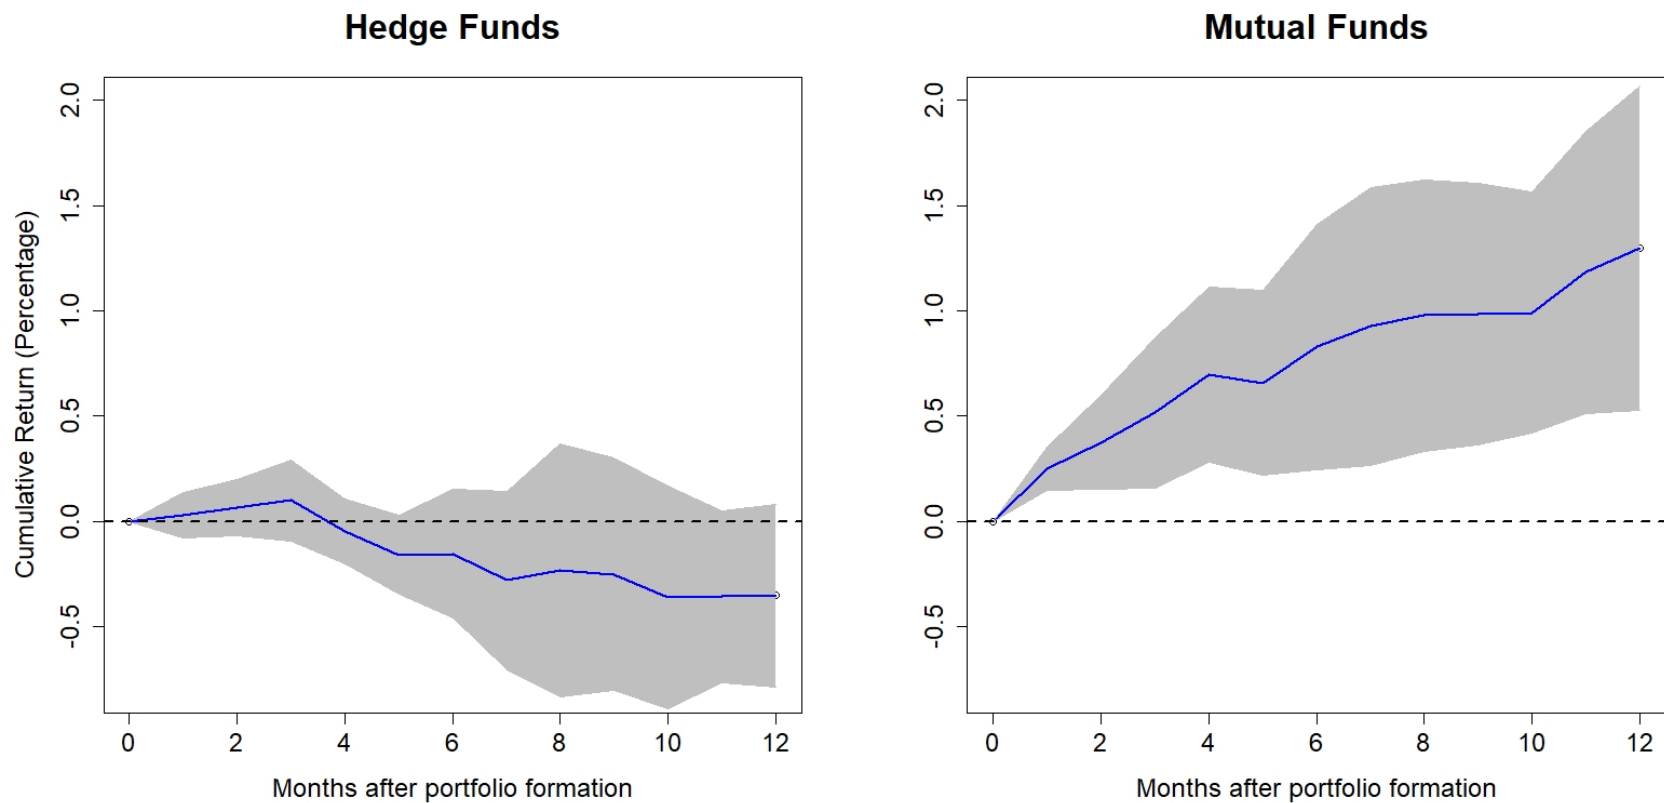 Hedge Funds
Cumulative Return (Percentage)
2.0
1.5
1.0
0.5
0.0
-0.5
0 2 4 6 8 10 12
Months after portfolio formation
Mutual Funds
2.0
1.5
1.0
0.5
0.0
-0.5
0 2 4 6 8 10 12
Months after portfolio formation